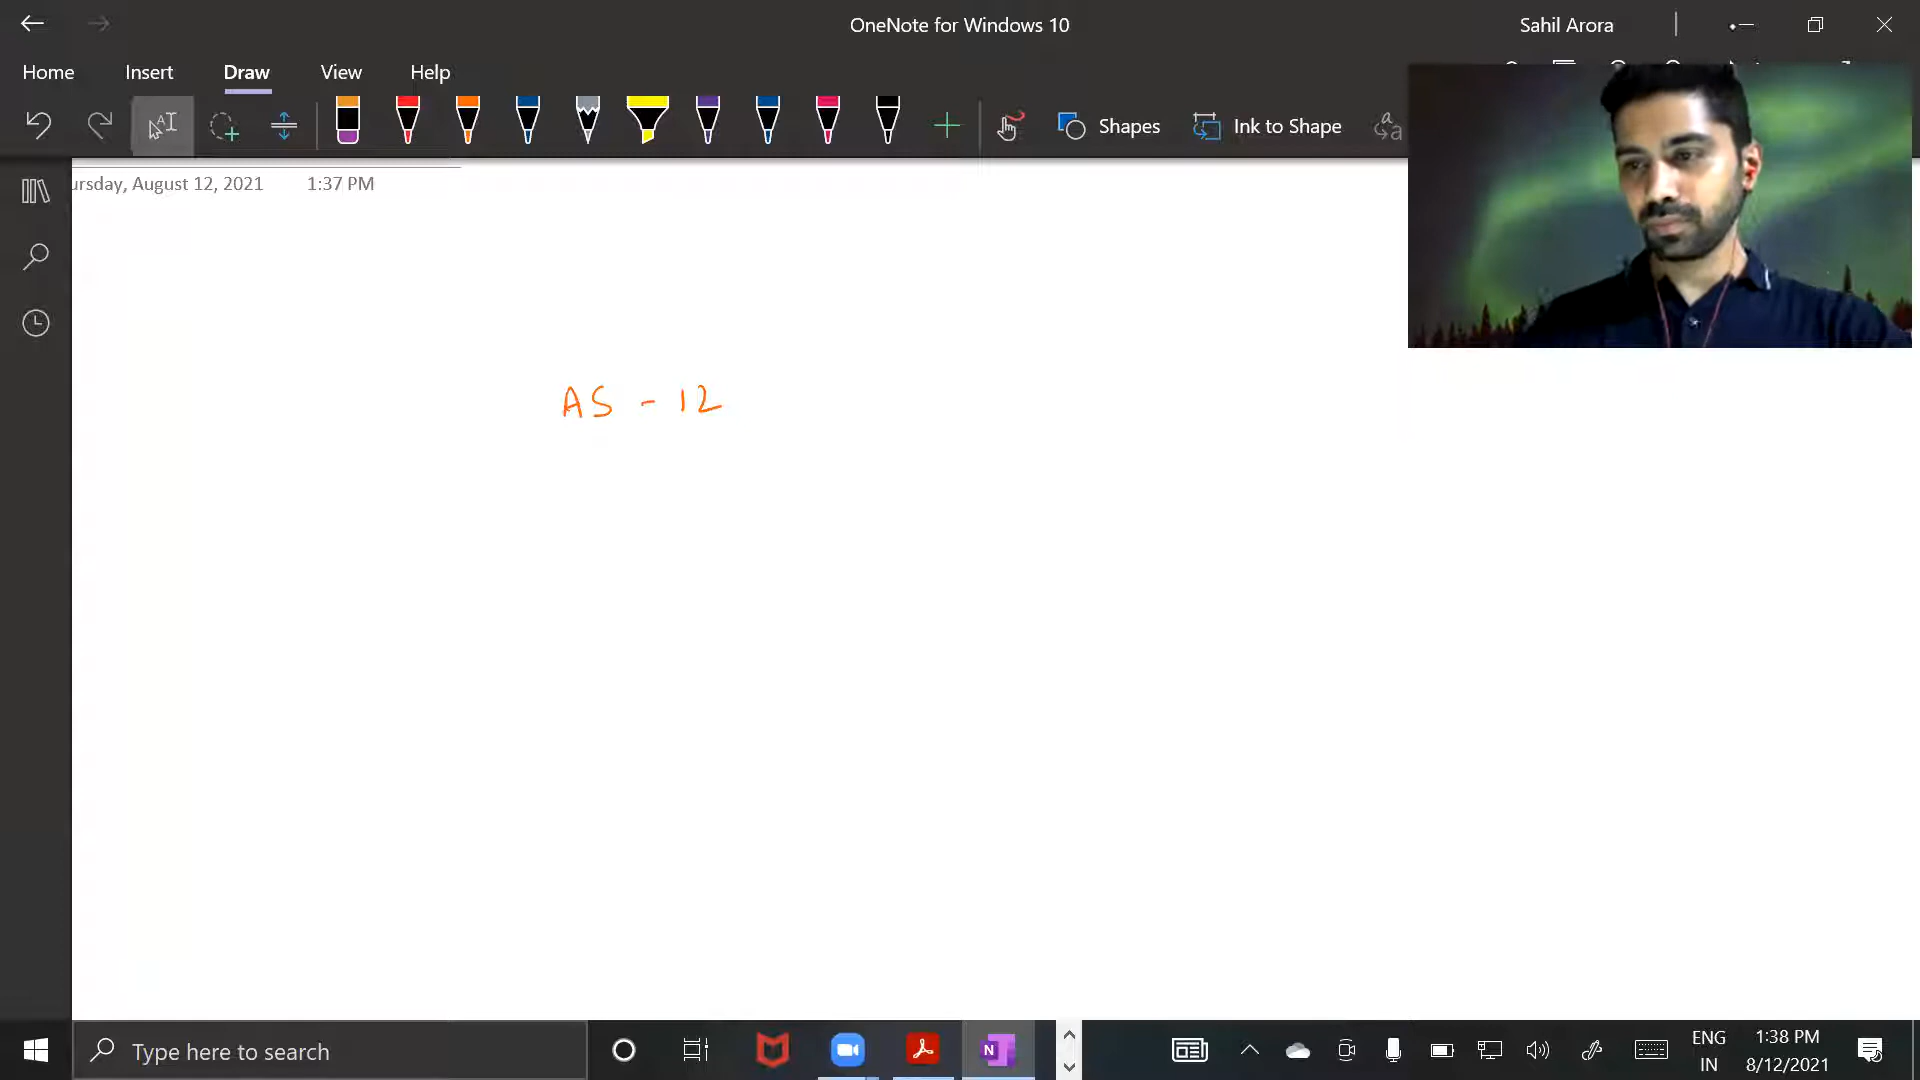 OneNote for Windows 10
Sahil Arora
Home Insert Draw View Help
Shapes
Ink to Shape
ursday, August 12, 2021 1:37 PM
AS - 12
Type here to search
ENG
IN
1:38 PM
8/12/2021